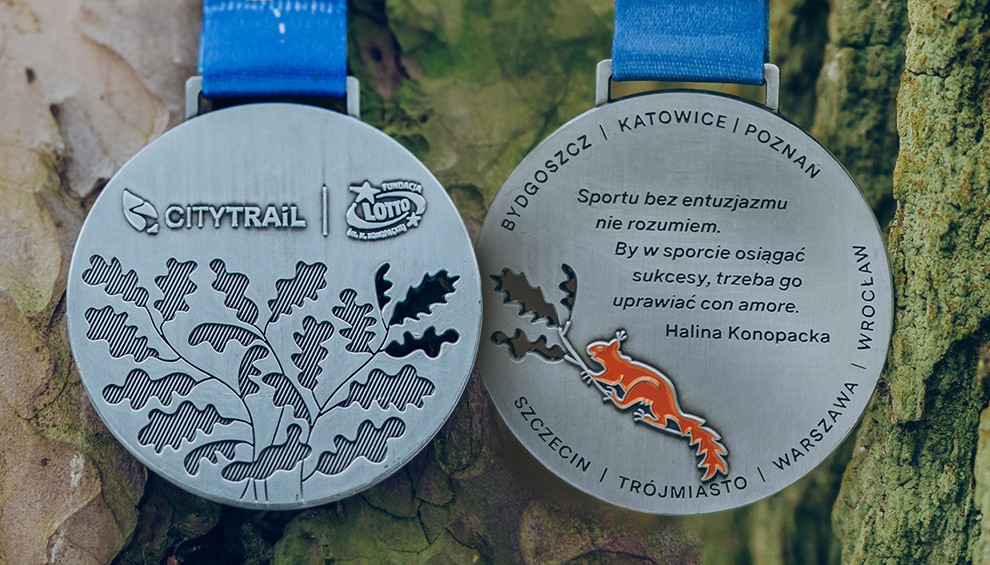 CITYTRAiL
FUNDACJA
LOTTO
im. H. KONOPACKIEJ
BYDGOSZCZ | KATOWICE | POZNAŃ
Sportu bez entuzjazmu
nie rozumiem.
By w sporcie osiągać
sukcesy, trzeba go
uprawiać con amore.
Halina Konopacka
SZCZECIN | TRÓJMIASTO | WARSZAWA | WROCŁAW